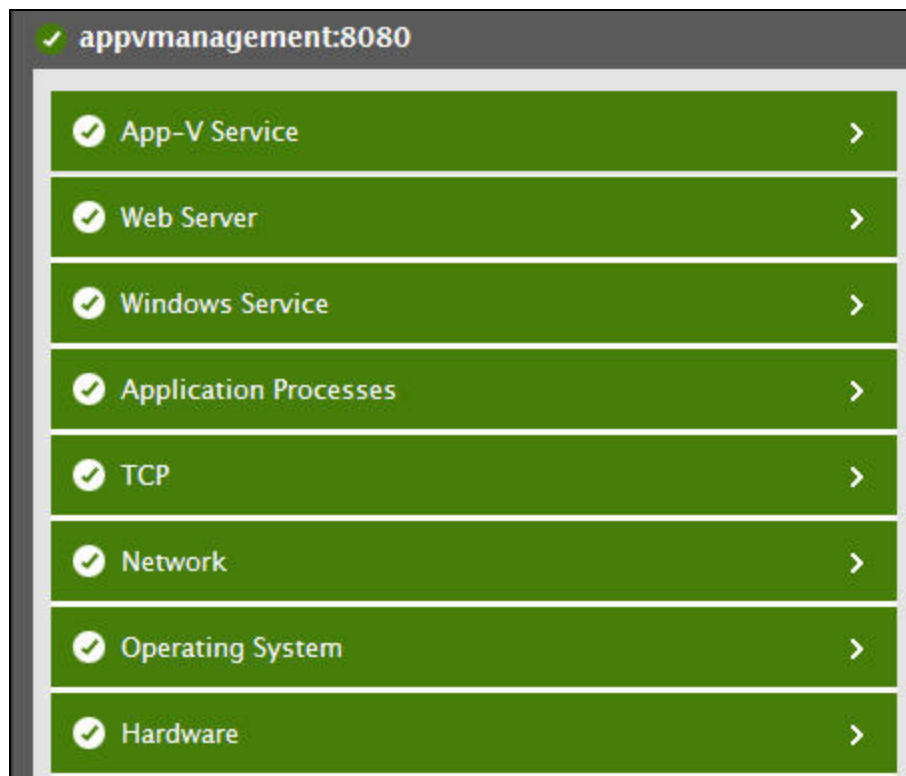 appvmanagement:8080
App-V Service
Web Server
Windows Service
Application Processes
TCP
Network
Operating System
Hardware